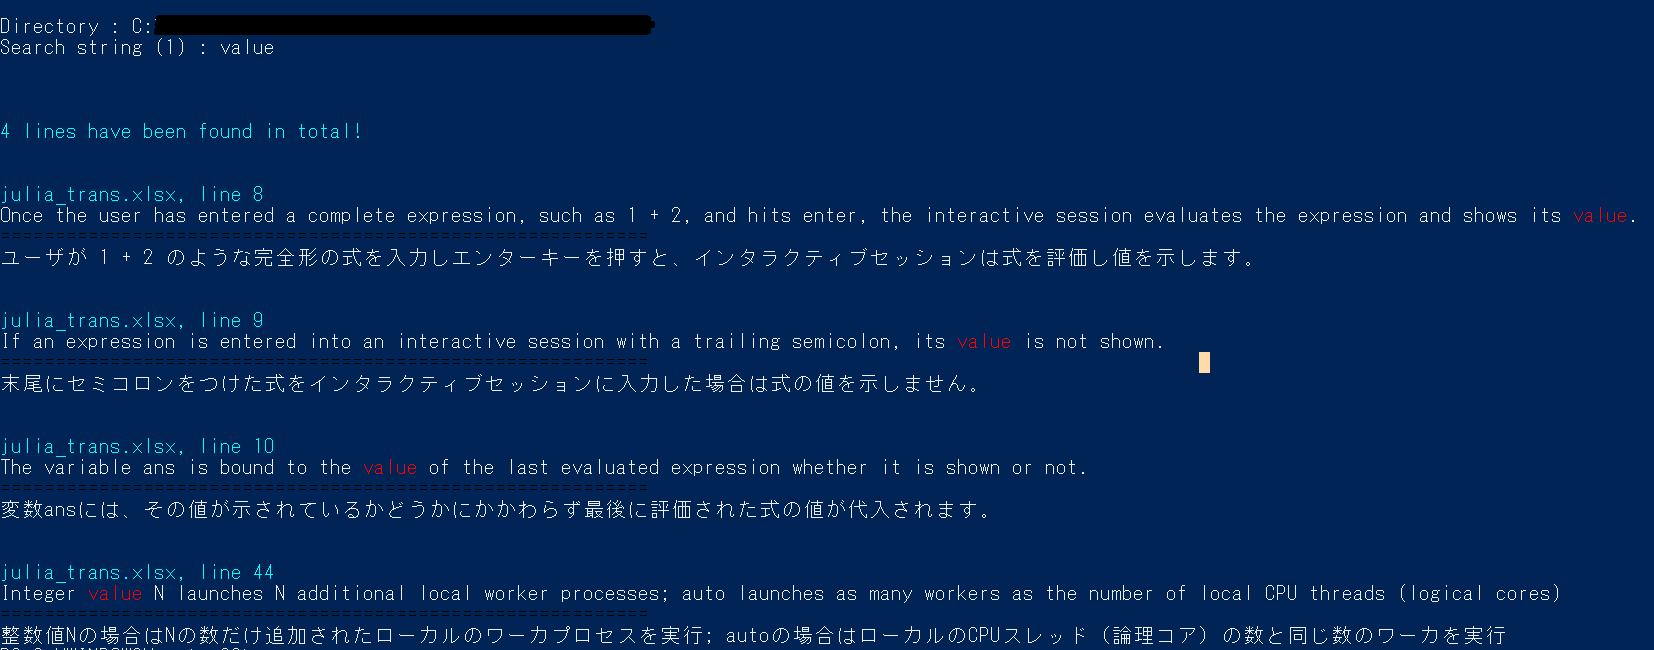 Directory : C:
Search string (1) : value
4 lines have been found in total!
julia_trans.xlsx, line 8
Once the user has entered a complete expression, such as 1 + 2, and hits enter, the interactive session evaluates the expression and shows its value.
===========================================================
ユーザが 1 + 2 のような完全形の式を入力しエンターキーを押すと、インタラクティブセッションは式を評価し値を示します。
julia_trans.xlsx, line 9
If an expression is entered into an interactive session with a trailing semicolon, its value is not shown.
===========================================================
末尾にセミコロンをつけた式をインタラクティブセッションに入力した場合は式の値を示しません。
julia_trans.xlsx, line 10
The variable ans is bound to the value of the last evaluated expression whether it is shown or not.
===========================================================
変数ansには、その値が示されているかどうかにかかわらず最後に評価された式の値が代入されます。
julia_trans.xlsx, line 44
Integer value N launches N additional local worker processes; auto launches as many workers as the number of local CPU threads (logical cores)
===========================================================
整数値Nの場合はNの数だけ追加されたローカルのワーカプロセスを実行; autoの場合はローカルのCPUスレッド（論理コア）の数と同じ数のワーカを実行